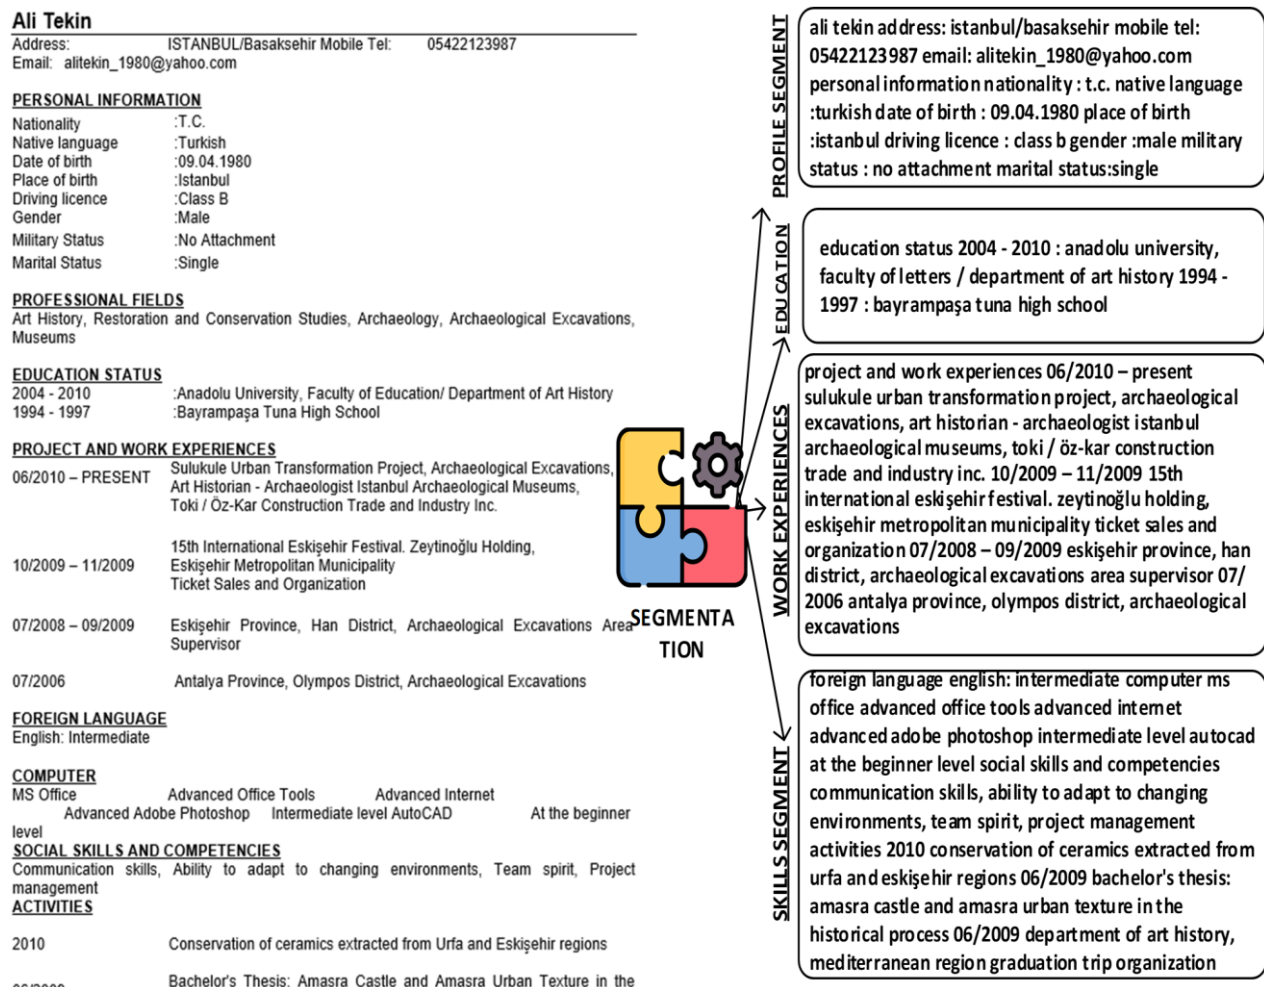 Ali Tekin
Address: ISTANBUL/Basaksehir Mobile Tel: 05422123987
Email: alitekin_1980@yahoo.com
PERSONAL INFORMATION
Nationality :T.C.
Native language :Turkish
Date of birth :09.04.1980
Place of birth :Istanbul
Driving licence :Class B
Gender :Male
Military Status :No Attachment
Marital Status :Single
PROFESSIONAL FIELDS
Art History, Restoration and Conservation Studies, Archaeology, Archaeological Excavations,
Museums
EDUCATION STATUS
2004 - 2010 :Anadolu University, Faculty of Education/ Department of Art History
1994 - 1997 :Bayrampaşa Tuna High School
PROJECT AND WORK EXPERIENCES
06/2010 – PRESENT Sulukule Urban Transformation Project, Archaeological Excavations,
Art Historian - Archaeologist Istanbul Archaeological Museums,
Toki / Öz-Kar Construction Trade and Industry Inc.
15th International Eskişehir Festival. Zeytinoğlu Holding,
10/2009 – 11/2009 Eskişehir Metropolitan Municipality
Ticket Sales and Organization
07/2008 – 09/2009 Eskişehir Province, Han District, Archaeological Excavations Area
Supervisor
07/2006 Antalya Province, Olympos District, Archaeological Excavations
FOREIGN LANGUAGE
English: Intermediate
COMPUTER
MS Office Advanced Office Tools Advanced Internet
Advanced Adobe Photoshop Intermediate level AutoCAD At the beginner
level
SOCIAL SKILLS AND COMPETENCIES
Communication skills, Ability to adapt to changing environments, Team spirit, Project
management
ACTIVITIES
2010 Conservation of ceramics extracted from Urfa and Eskişehir regions
Bachelor's Thesis: Amasra Castle and Amasra Urban Texture in the
SEGMENTA
TION
PROFILE SEGMENT
ali tekin address: istanbul/basaksehir mobile tel:
05422123987 email: alitekin_1980@yahoo.com
personal information nationality : t.c. native language
:turkish date of birth : 09.04.1980 place of birth
:istanbul driving licence : class b gender :male military
status : no attachment marital status:single
EDUCATION
education status 2004 - 2010 : anadolu university,
faculty of letters / department of art history 1994 -
1997 : bayrampaşa tuna high school
WORK EXPERIENCES
project and work experiences 06/2010 – present
sulukule urban transformation project, archaeological
excavations, art historian - archaeologist istanbul
archaeological museums, toki / öz-kar construction
trade and industry inc. 10/2009 – 11/2009 15th
international eskişehir festival. zeytinoğlu holding,
eskişehir metropolitan municipality ticket sales and
organization 07/2008 – 09/2009 eskişehir province, han
district, archaeological excavations area supervisor 07/
2006 antalya province, olympos district, archaeological
excavations
SKILLS SEGMENT
foreign language english: intermediate computer ms
office advanced office tools advanced internet
advanced adobe photoshop intermediate level autocad
at the beginner level social skills and competencies
communication skills, ability to adapt to changing
environments, team spirit, project management
activities 2010 conservation of ceramics extracted from
urfa and eskişehir regions 06/2009 bachelor's thesis:
amasra castle and amasra urban texture in the
historical process 06/2009 department of art history,
mediterranean region graduation trip organization